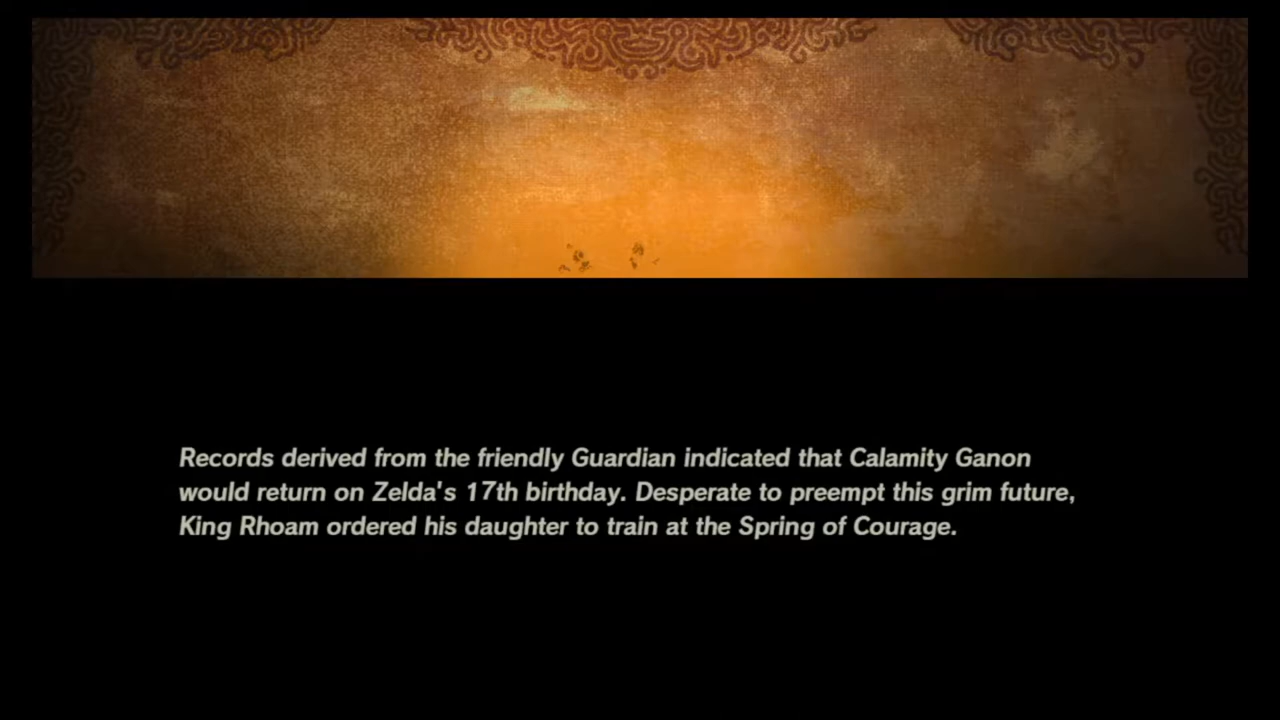 Records derived from the friendly Guardian indicated that Calamity Ganon
would return on Zelda's 17th birthday. Desperate to preempt this grim future,
King Rhoam ordered his daughter to train at the Spring of Courage.